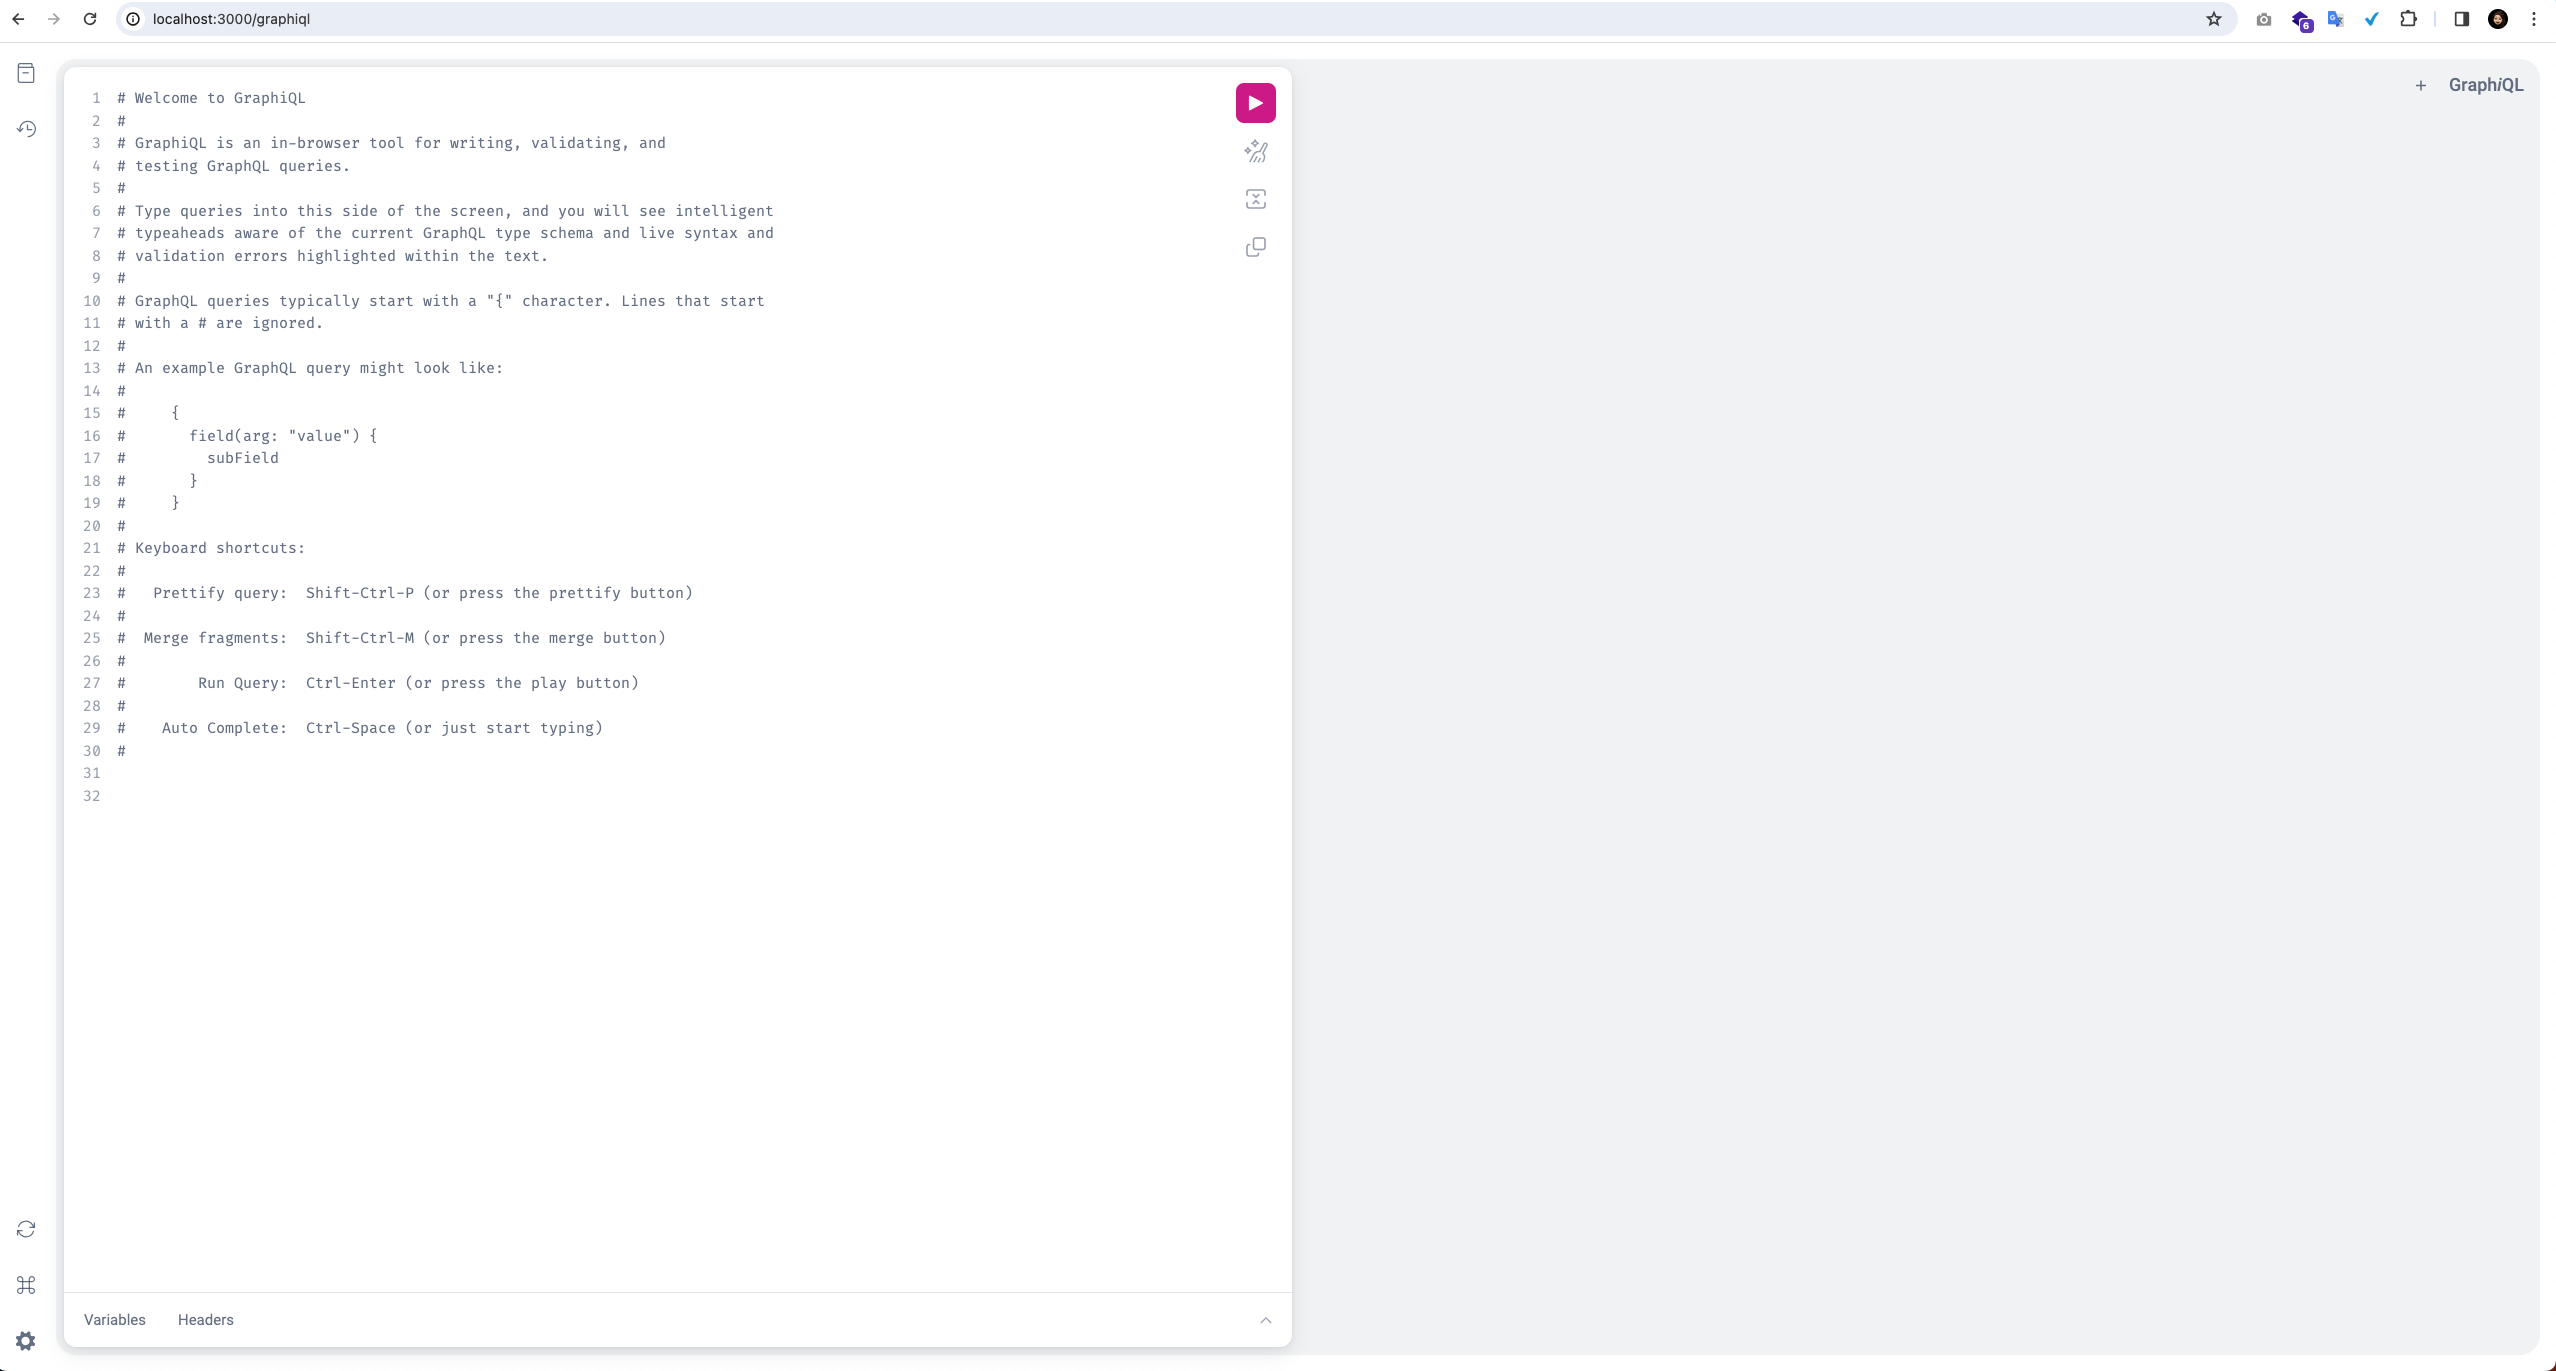 localhost:3000/graphiql
6
GraphiQL
1 # Welcome to GraphiQL
2 #
3 # GraphiQL is an in-browser tool for writing, validating, and
4 # testing GraphQL queries.
5 #
6 # Type queries into this side of the screen, and you will see intelligent
7 # typeaheads aware of the current GraphQL type schema and live syntax and
8 # validation errors highlighted within the text.
9 #
10 # GraphQL queries typically start with a "{" character. Lines that start
11 # with a # are ignored.
12 #
13 # An example GraphQL query might look like:
14 #
15 #     {
16 #       field(arg: "value") {
17 #         subField
18 #       }
19 #     }
20 #
21 # Keyboard shortcuts:
22 #
23 #   Prettify query:  Shift-Ctrl-P (or press the prettify button)
24 #
25 #  Merge fragments:  Shift-Ctrl-M (or press the merge button)
26 #
27 #        Run Query:  Ctrl-Enter (or press the play button)
28 #
29 #    Auto Complete:  Ctrl-Space (or just start typing)
30 #
31
32
Variables Headers